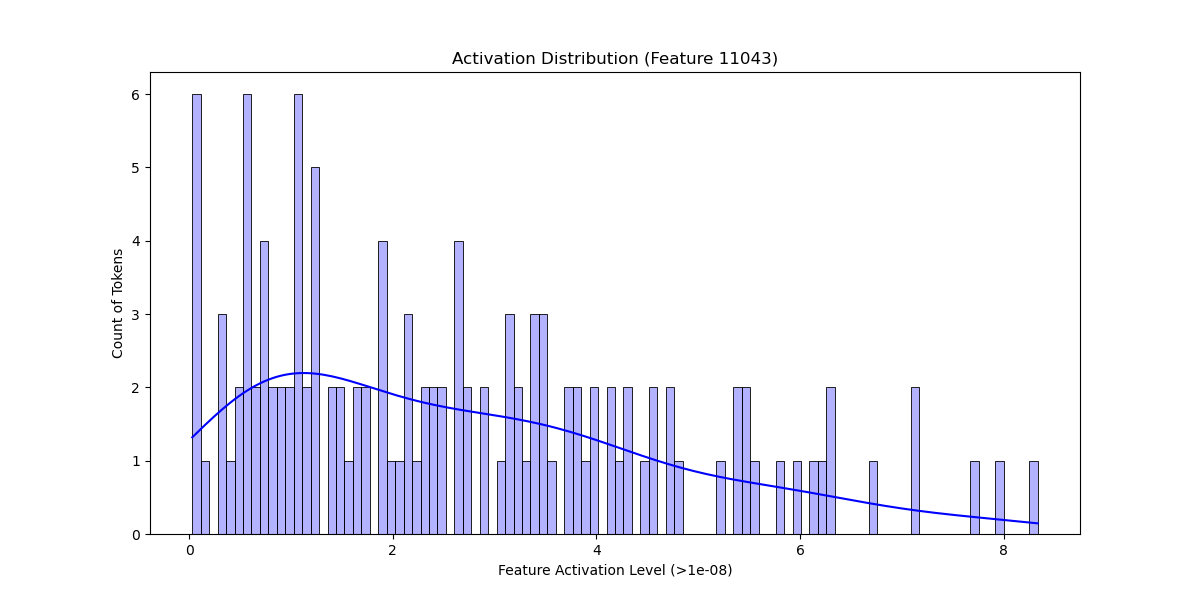 Activation Distribution (Feature 11043)
Count of Tokens
6
5
4
3
2
1
0
0 2 4 6 8
Feature Activation Level (>1e-08)